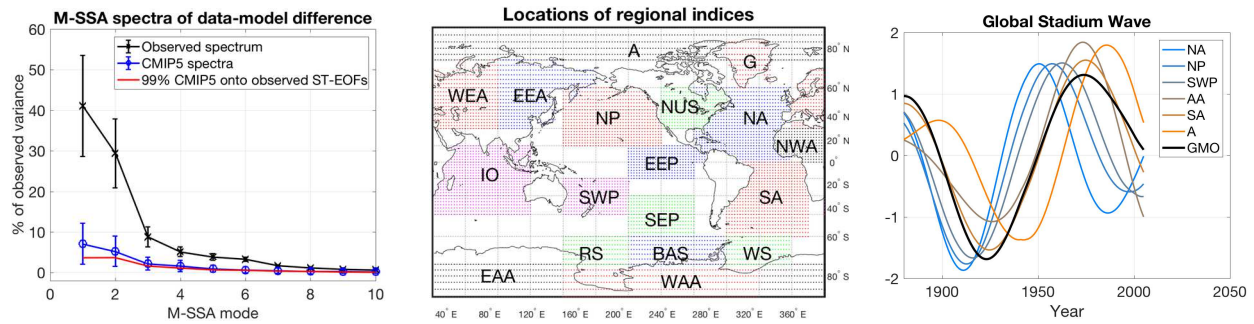 M-SSA spectra of data-model difference
60
50
40
30
20
10
0
% of observed variance
Observed spectrum
CMIP5 spectra
99% CMIP5 onto observed ST-EOFs
0 2 4 6 8 10
M-SSA mode
Locations of regional indices
A
G
WEA
EEA
NP
NUS
NA
NWA
IO
EEP
SWP
SA
SEP
RS
BAS
WS
EAA
WAA
80° N
60° N
40° N
20° N
0°
20° S
40° S
60° S
80° S
40° E 80° E 120° E 160° E 200° E 240° E 280° E 320° E 360° E
Global Stadium Wave
2
1
0
-1
-2
NA
NP
SWP
AA
SA
A
GMO
1900 1950 2000 2050
Year